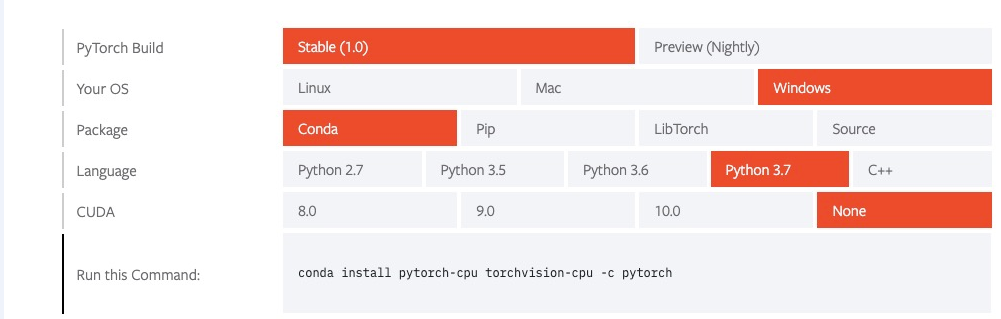 PyTorch Build Stable (1.0) Preview (Nightly)
Your OS Linux Mac Windows
Package Conda Pip LibTorch Source
Language Python 2.7 Python 3.5 Python 3.6 Python 3.7 C++
CUDA 8.0 9.0 10.0 None
Run this Command: conda install pytorch-cpu torchvision-cpu -c pytorch